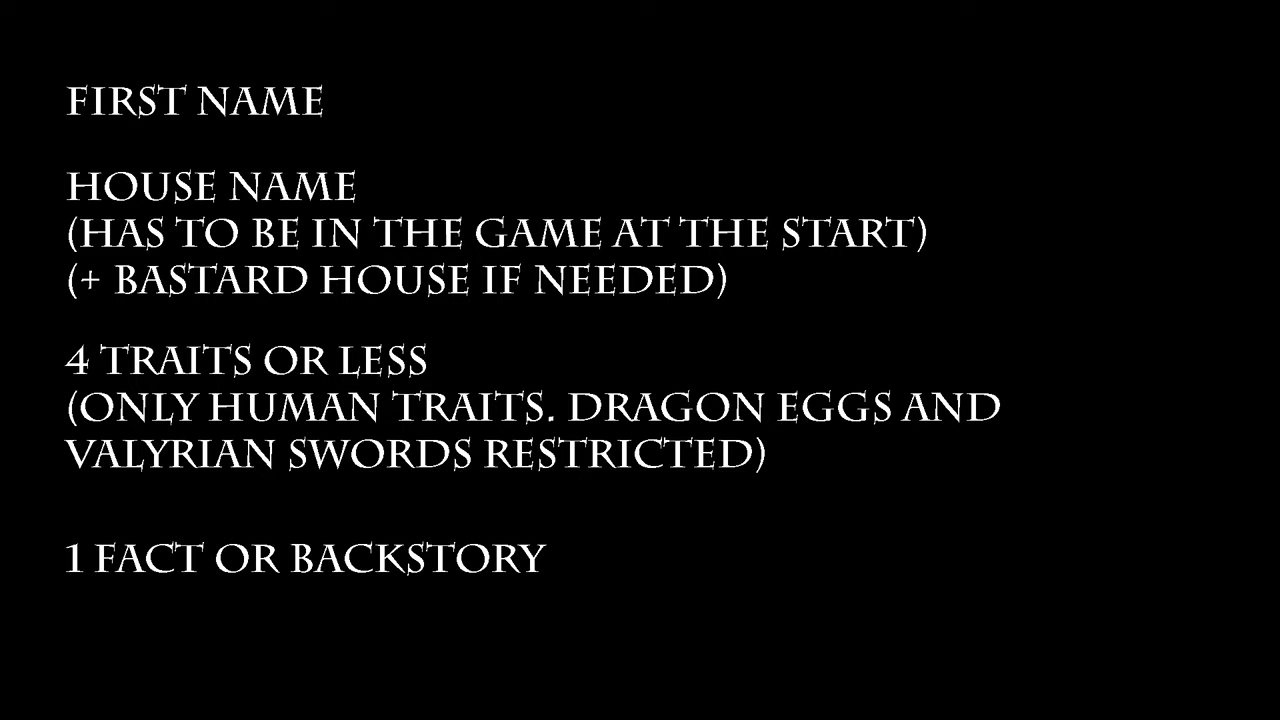 FIRST NAME
HOUSE NAME
(HAS TO BE IN THE GAME AT THE START)
(+ BASTARD HOUSE IF NEEDED)
4 TRAITS OR LESS
(ONLY HUMAN TRAITS. DRAGON EGGS AND
VALYRIAN SWORDS RESTRICTED)
1 FACT OR BACKSTORY